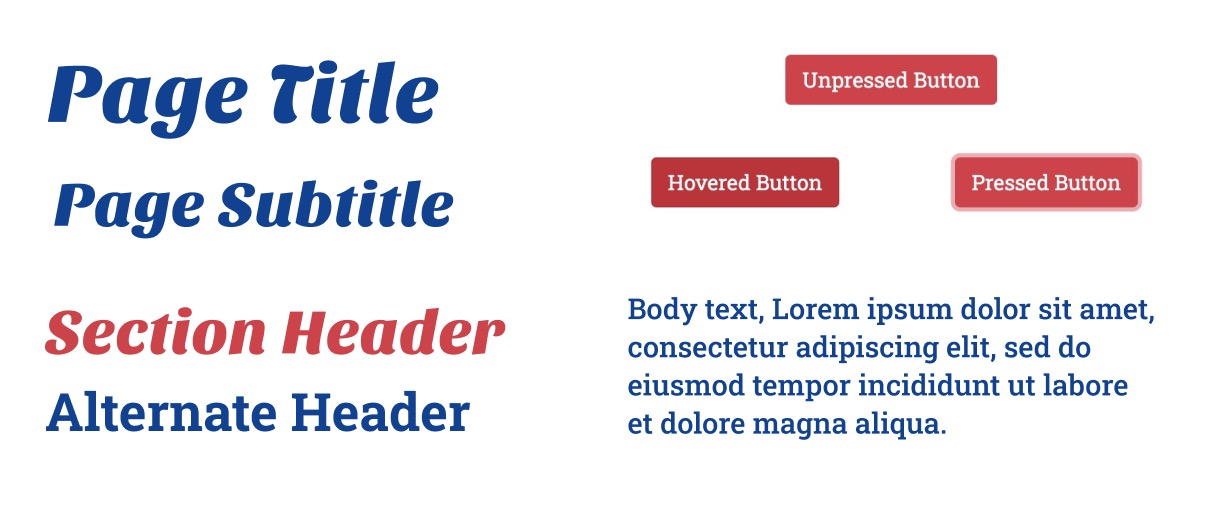 Page Title
Page Subtitle
Section Header
Alternate Header
Unpressed Button
Hovered Button
Pressed Button
Body text, Lorem ipsum dolor sit amet,
consectetur adipiscing elit, sed do
eiusmod tempor incididunt ut labore
et dolore magna aliqua.